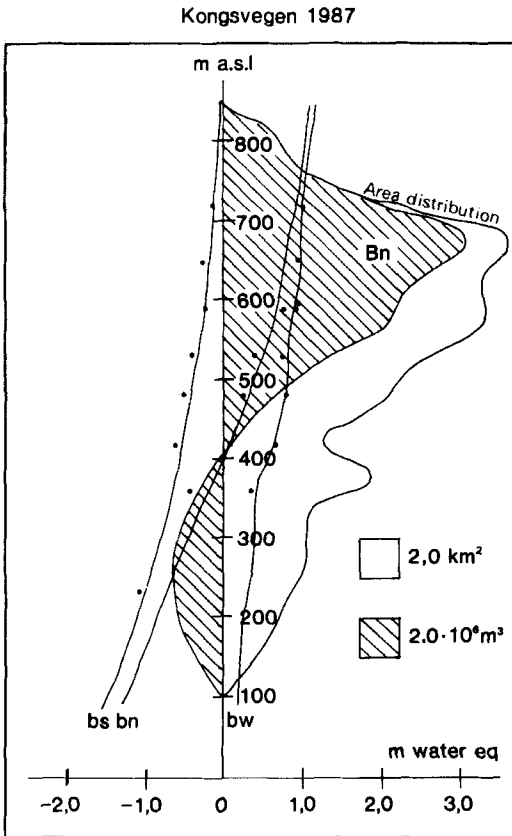 Kongsvegen 1987
m a.s.l
800
Area distribution
700
Bn
600
500
400
300
2,0 km²
200
2.0·10⁶m³
100
bs bn
bw
m water eq
-2,0 -1,0 0 1,0 2,0 3,0